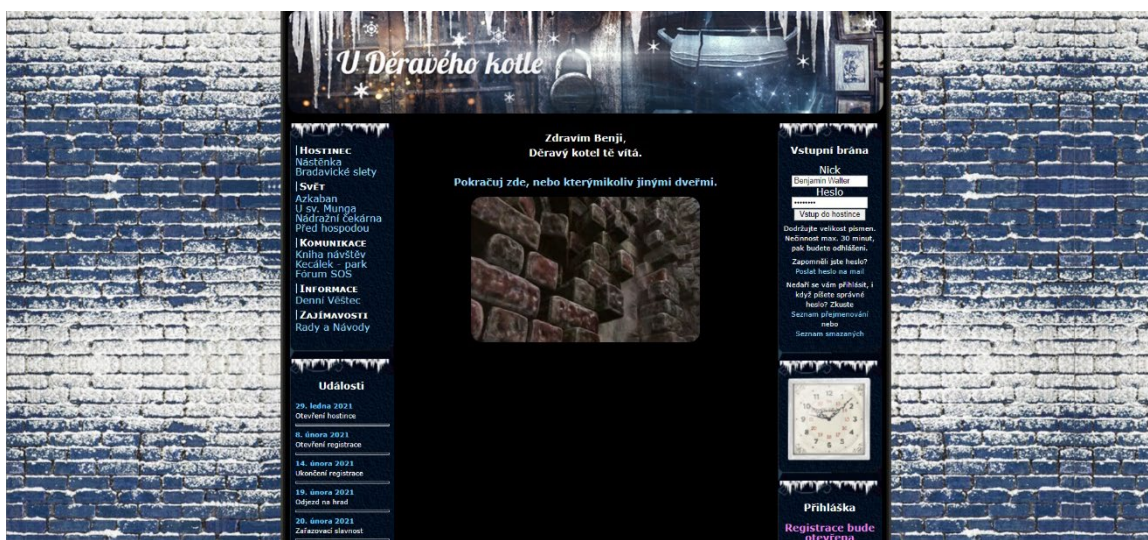 U Děravého kotle
HOSTINEC
Nástěnka
Bradavické slety
SVĚT
Azkaban
U sv. Munga
Nádražní čekárna
Před hospodou
KOMUNIKACE
Kniha návštěv
Kecálek - park
Fórum SOS
INFORMACE
Denní Věštec
ZAJÍMAVOSTI
Rady a Návody
Události
29. ledna 2021
Otevření hostince
8. února 2021
Otevření registrace
14. února 2021
Ukončení registrace
19. února 2021
Odjezd na hrad
20. února 2021
Zařazovací slavnost
Zdravím Benji,
Děravý kotel tě vítá.
Pokračuj zde, nebo kterýmikoliv jinými dveřmi.
Vstupní brána
Nick
Benjamin Walter
Heslo
••••••••
Vstup do hostince
Dodržujte velikost písmen.
Nečinnost max. 30 minut,
pak budete odhlášeni.
Zapomněli jste heslo?
Poslat heslo na mail
Nedaří se vám přihlásit, i
když píšete správné
heslo? Zkuste
Seznam přejmenování
nebo
Seznam smazaných
Přihláška
Registrace bude
otevřena